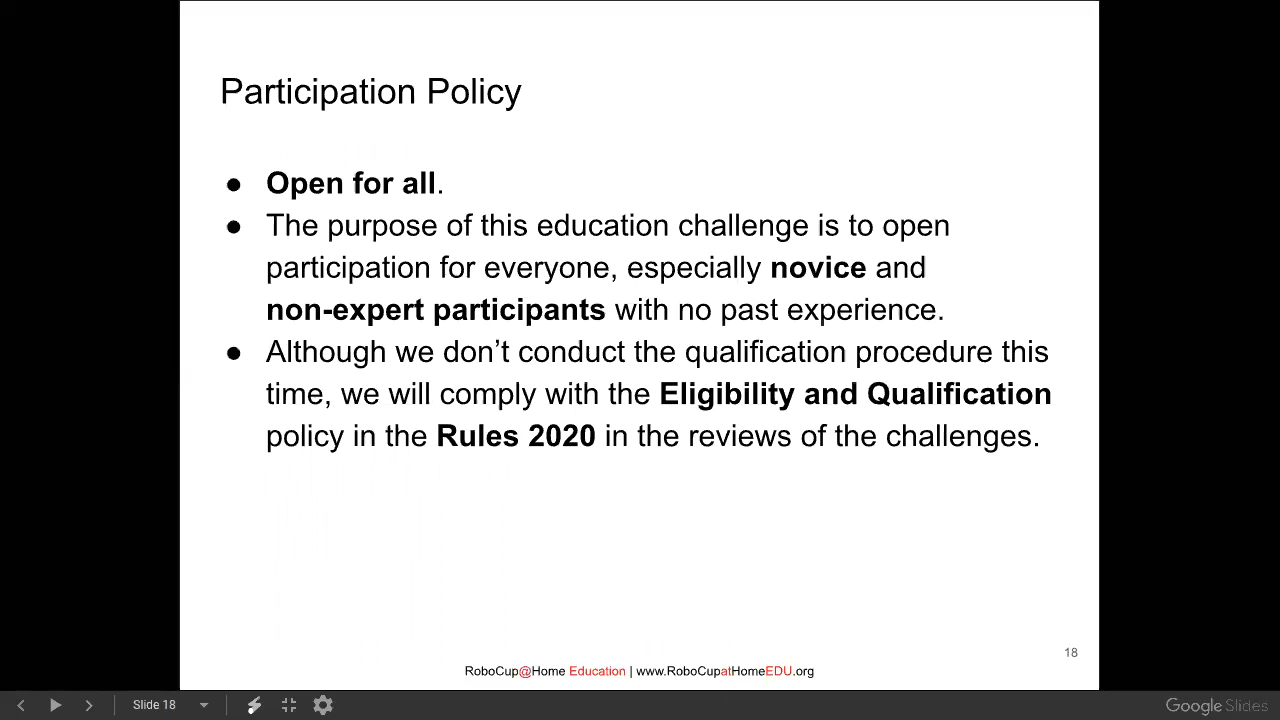 Participation Policy
● Open for all.
● The purpose of this education challenge is to open
participation for everyone, especially novice and
non-expert participants with no past experience.
● Although we don’t conduct the qualification procedure this
time, we will comply with the Eligibility and Qualification
policy in the Rules 2020 in the reviews of the challenges.
18
RoboCup@Home Education | www.RoboCupatHomeEDU.org
Slide 18
Google Slides